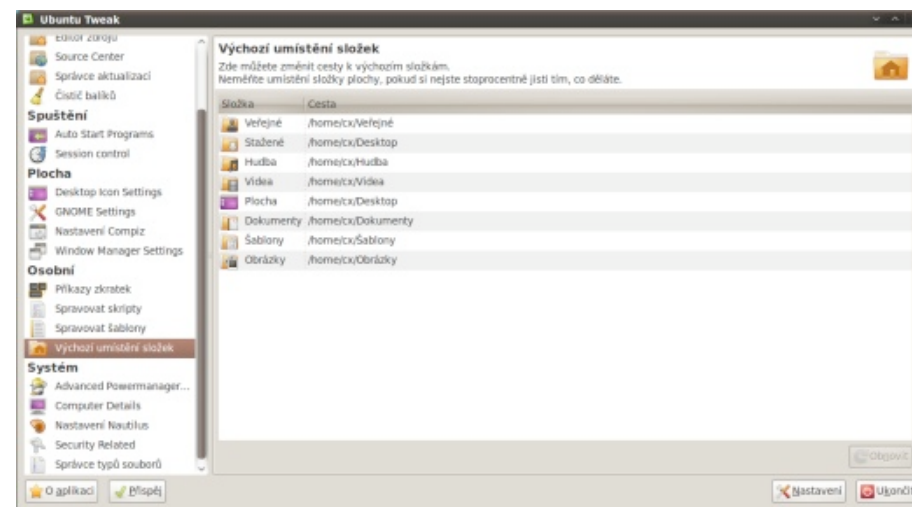 Ubuntu Tweak
Editor zdrojů
Source Center
Správce aktualizací
Čistič balíků
Spuštění
Auto Start Programs
Session control
Plocha
Desktop Icon Settings
GNOME Settings
Nastavení Compiz
Window Manager Settings
Osobní
Příkazy zkratek
Spravovat skripty
Spravovat šablony
Výchozí umístění složek
Systém
Advanced Powermanager...
Computer Details
Nastavení Nautilus
Security Related
Správce typů souborů
Výchozí umístění složek
Zde můžete změnit cesty k výchozím složkám.
Neměňte umístění složky plochy, pokud si nejste stoprocentně jisti tím, co děláte.
Složka Cesta
Veřejné /home/cx/Veřejné
Stažené /home/cx/Desktop
Hudba /home/cx/Hudba
Videa /home/cx/Videa
Plocha /home/cx/Desktop
Dokumenty /home/cx/Dokumenty
Šablony /home/cx/Šablony
Obrázky /home/cx/Obrázky
Obnovit
O aplikaci Přispěj Nastavení Ukončit